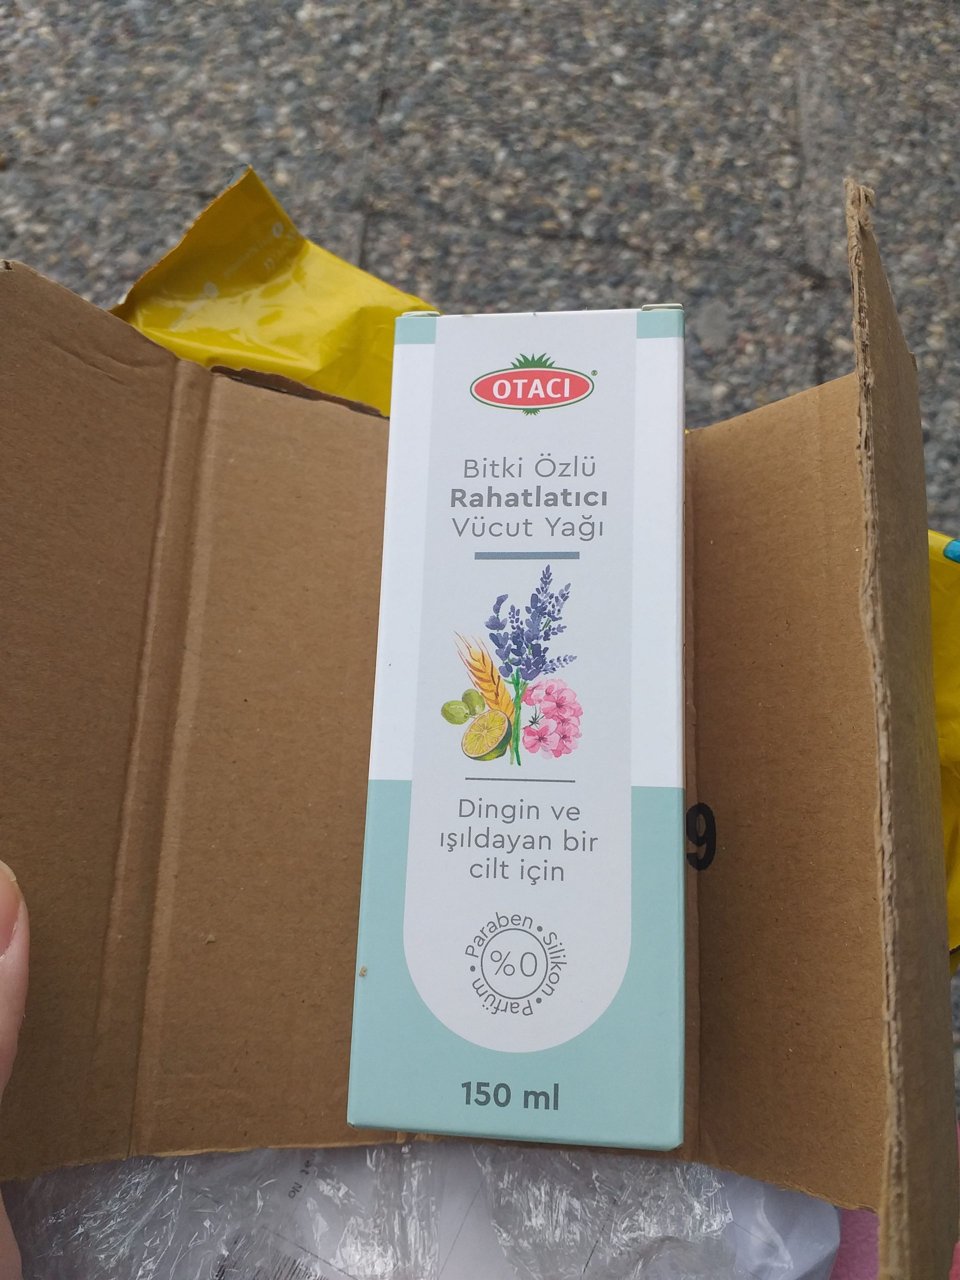 OTACI
®
Bitki Özlü
Rahatlatıcı
Vücut Yağı
Dingin ve
ışıldayan bir
cilt için
Paraben • Silikon • Parfüm •
%0
150 ml
9